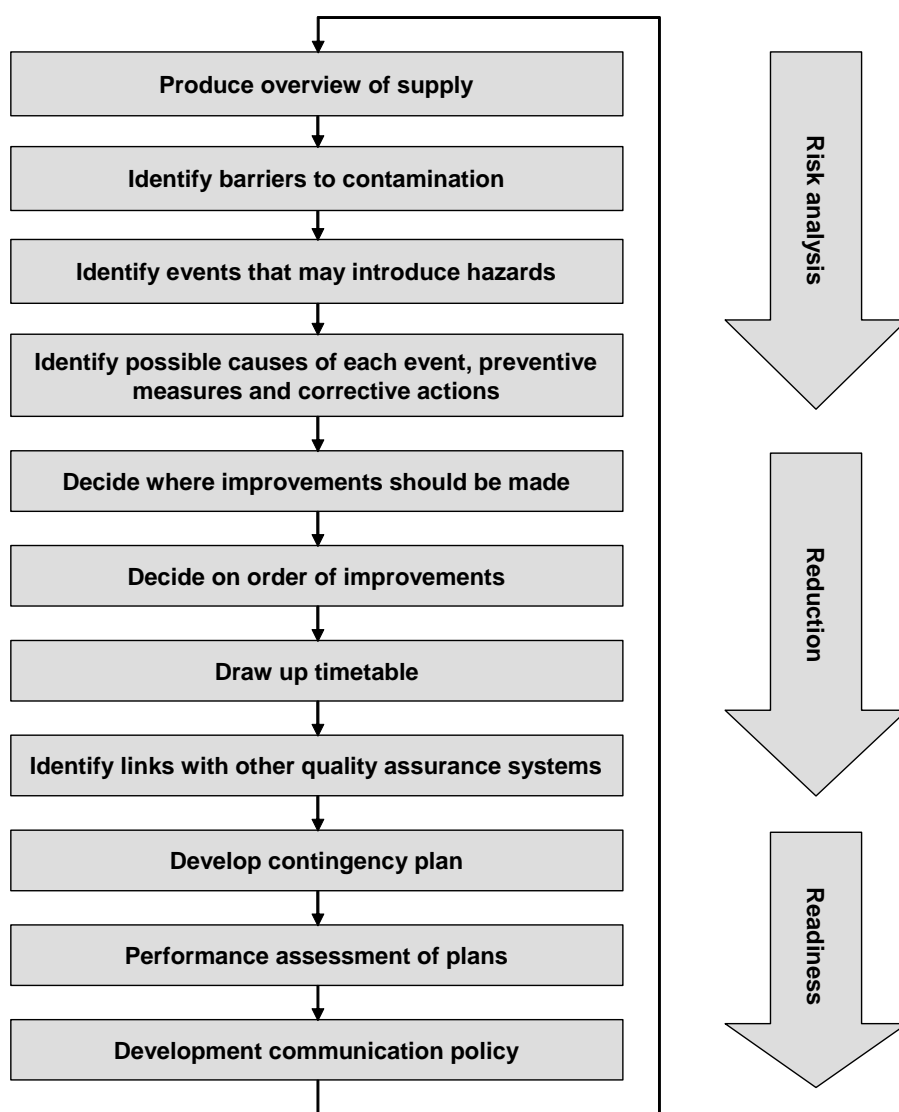 Produce overview of supply
Identify barriers to contamination
Identify events that may introduce hazards
Identify possible causes of each event, preventive
measures and corrective actions
Decide where improvements should be made
Decide on order of improvements
Draw up timetable
Identify links with other quality assurance systems
Develop contingency plan
Performance assessment of plans
Development communication policy
Risk analysis
Reduction
Readiness